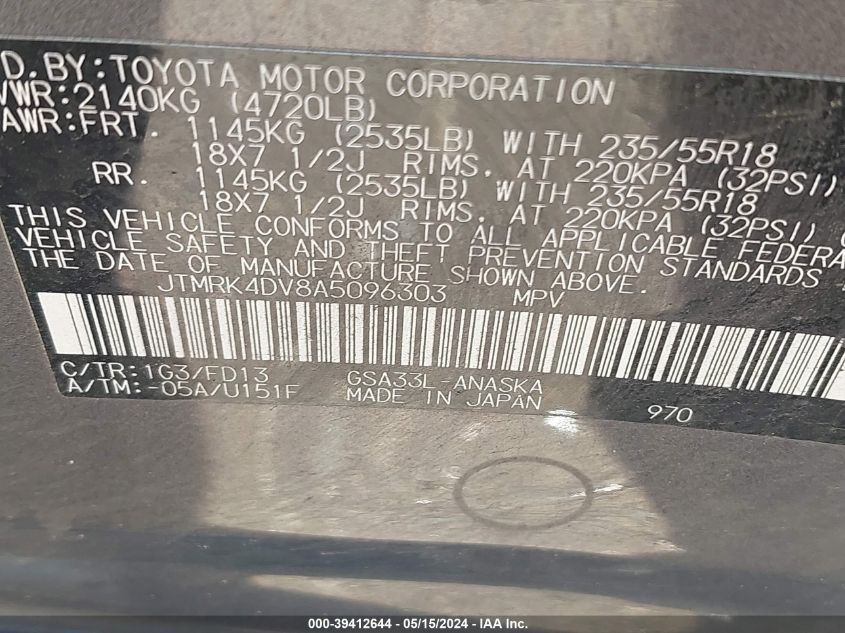 D. BY: TOYOTA MOTOR CORPORATION
VWR: 2140KG (4720LB)
AWR: FRT. 1145KG (2535LB) WITH 235/55R18
18X7 1/2J RIMS. AT 220KPA (32PSI)
RR. 1145KG (2535LB) WITH 235/55R18
18X7 1/2J RIMS. AT 220KPA (32PSI) (
THIS VEHICLE CONFORMS TO ALL APPLICABLE FEDERA
VEHICLE SAFETY AND THEFT PREVENTION STANDARDS
THE DATE OF MANUFACTURE SHOWN ABOVE.
JTMRK4DV8A5096303 MPV
C/TR: 1G3/FD13 GSA33L-ANASKA
A/TM: -05A/U151F MADE IN JAPAN 970
000-39412644 - 05/15/2024 - IAA Inc.